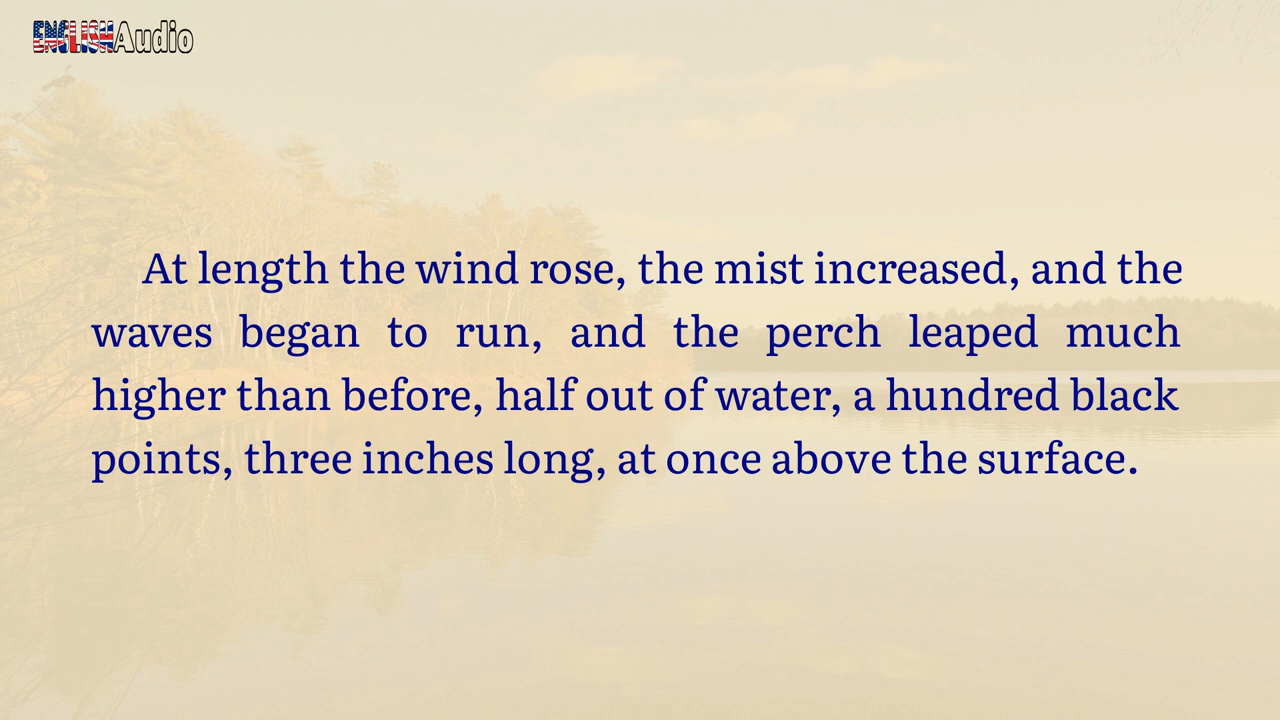 ENGLISHAudio
At length the wind rose, the mist increased, and the
waves began to run, and the perch leaped much
higher than before, half out of water, a hundred black
points, three inches long, at once above the surface.